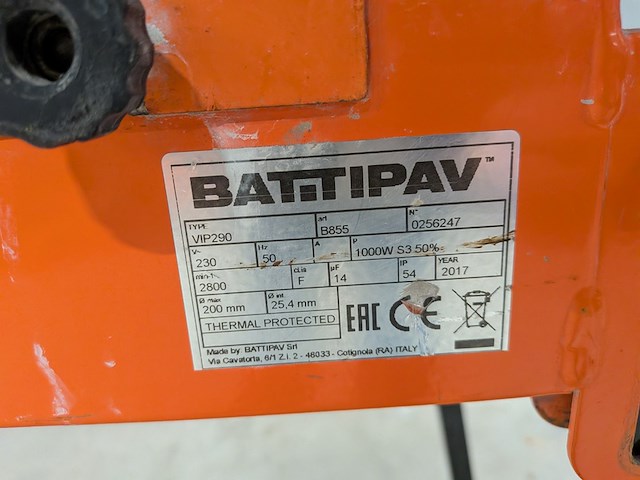 BATTIPAV™
TYPE VIP290 art B855 N° 0256247
V~ 230 Hz 50 A P 1000W S3 50%
min-1 2800 cl.is F µF 14 IP 54 YEAR 2017
Ø max 200 mm Ø int 25,4 mm
THERMAL PROTECTED EAC CE
Made by BATTIPAV Srl
Via Cavatorta, 6/1 Z.i. 2 - 48033 - Cotignola (RA) ITALY